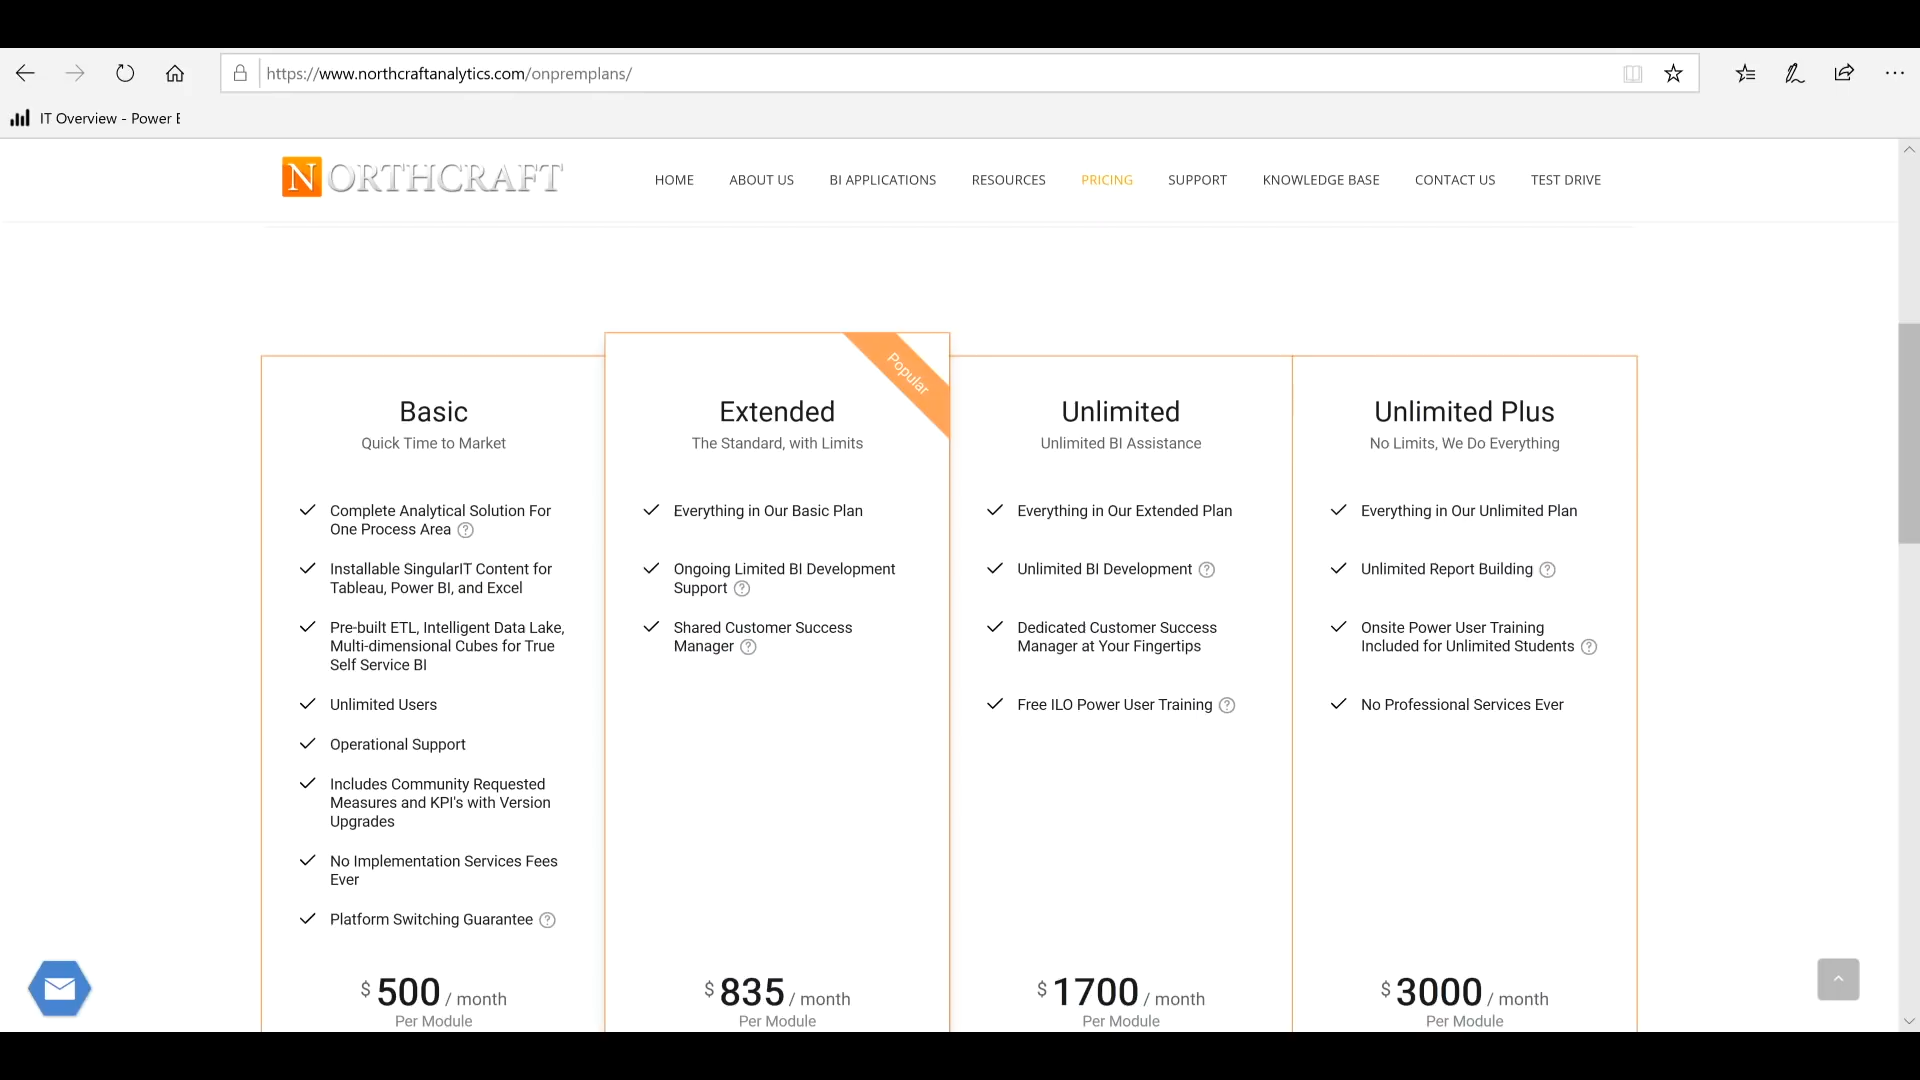 https://www.northcraftanalytics.com/onpremplans/
IT Overview - Power B
NORTHCRAFT
HOME
ABOUT US
BI APPLICATIONS
RESOURCES
PRICING
SUPPORT
KNOWLEDGE BASE
CONTACT US
TEST DRIVE
Basic
Quick Time to Market
Complete Analytical Solution For
One Process Area
Installable SingularIT Content for
Tableau, Power BI, and Excel
Pre-built ETL, Intelligent Data Lake,
Multi-dimensional Cubes for True
Self Service BI
Unlimited Users
Operational Support
Includes Community Requested
Measures and KPI's with Version
Upgrades
No Implementation Services Fees
Ever
Platform Switching Guarantee
$ 500 / month
Per Module
Popular
Extended
The Standard, with Limits
Everything in Our Basic Plan
Ongoing Limited BI Development
Support
Shared Customer Success
Manager
$ 835 / month
Per Module
Unlimited
Unlimited BI Assistance
Everything in Our Extended Plan
Unlimited BI Development
Dedicated Customer Success
Manager at Your Fingertips
Free ILO Power User Training
$ 1700 / month
Per Module
Unlimited Plus
No Limits, We Do Everything
Everything in Our Unlimited Plan
Unlimited Report Building
Onsite Power User Training
Included for Unlimited Students
No Professional Services Ever
$ 3000 / month
Per Module